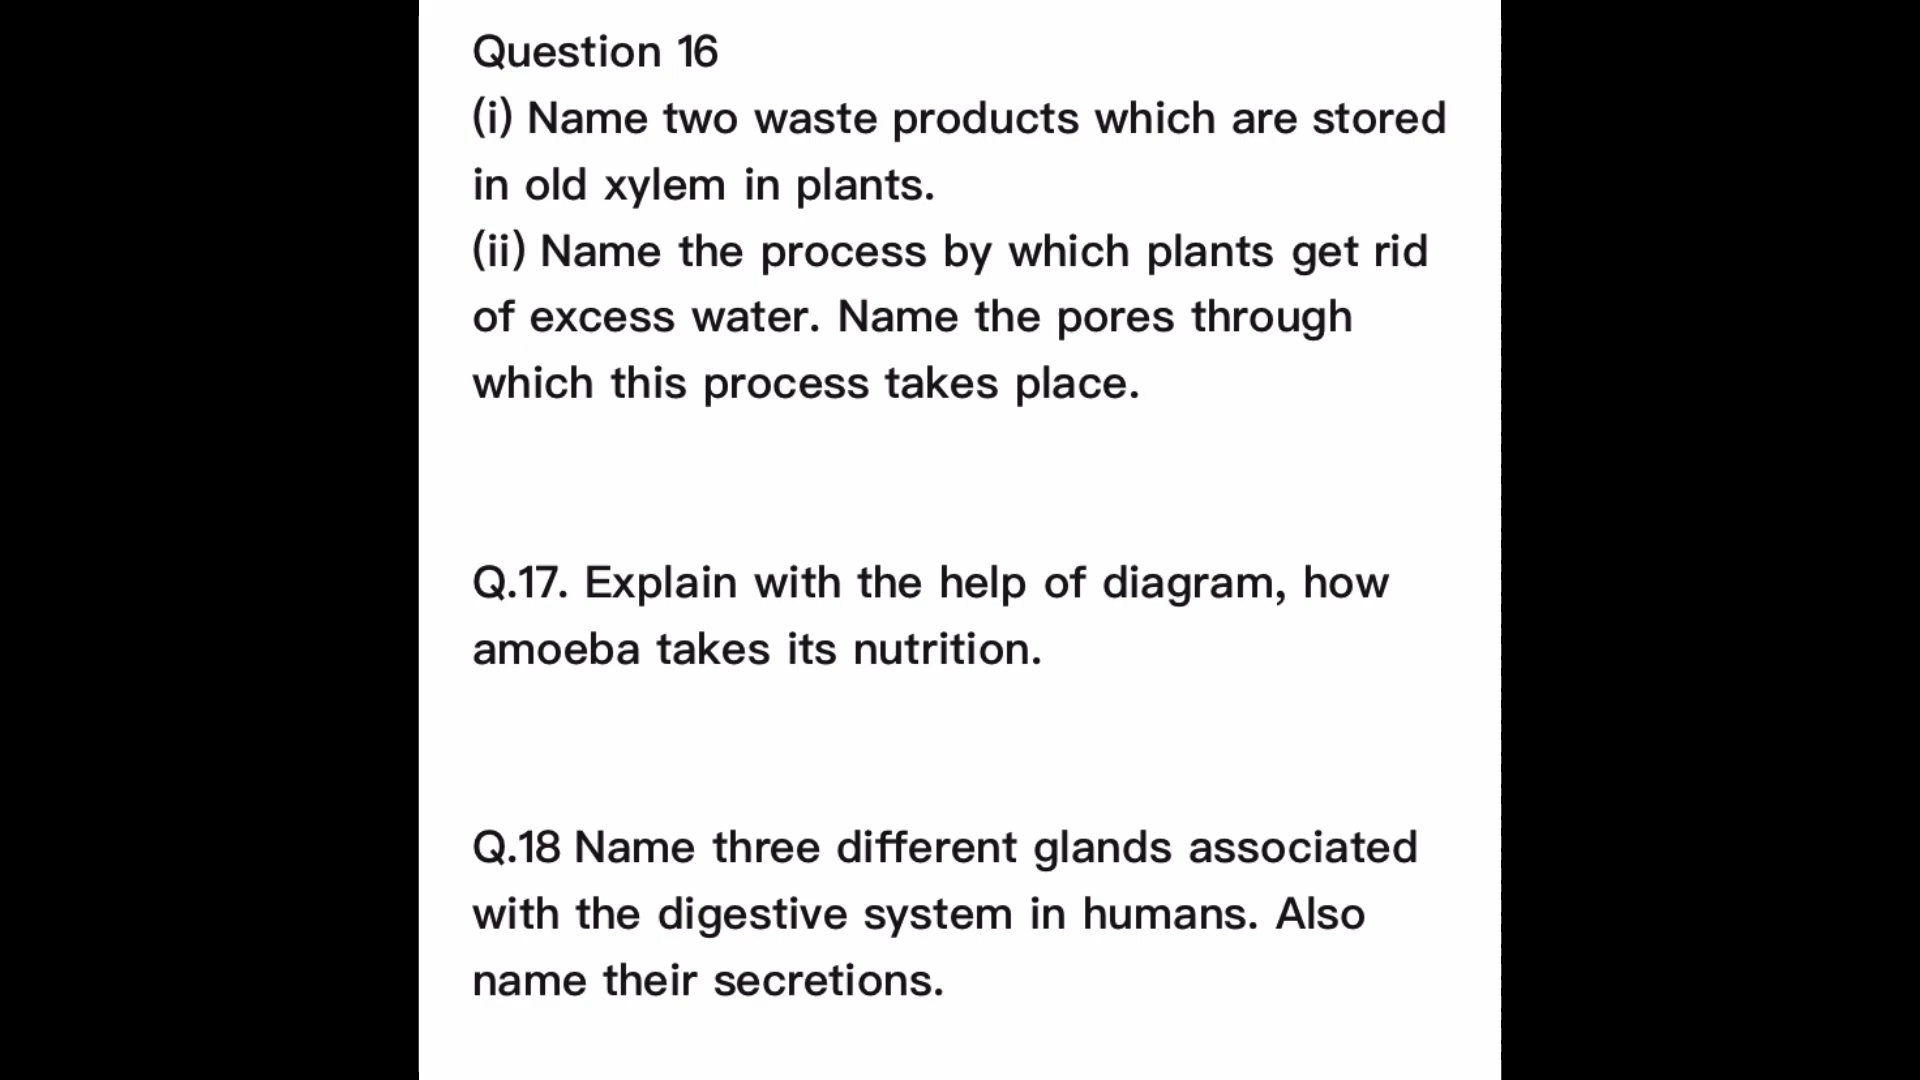 Question 16
(i) Name two waste products which are stored
in old xylem in plants.
(ii) Name the process by which plants get rid
of excess water. Name the pores through
which this process takes place.
Q.17. Explain with the help of diagram, how
amoeba takes its nutrition.
Q.18 Name three different glands associated
with the digestive system in humans. Also
name their secretions.